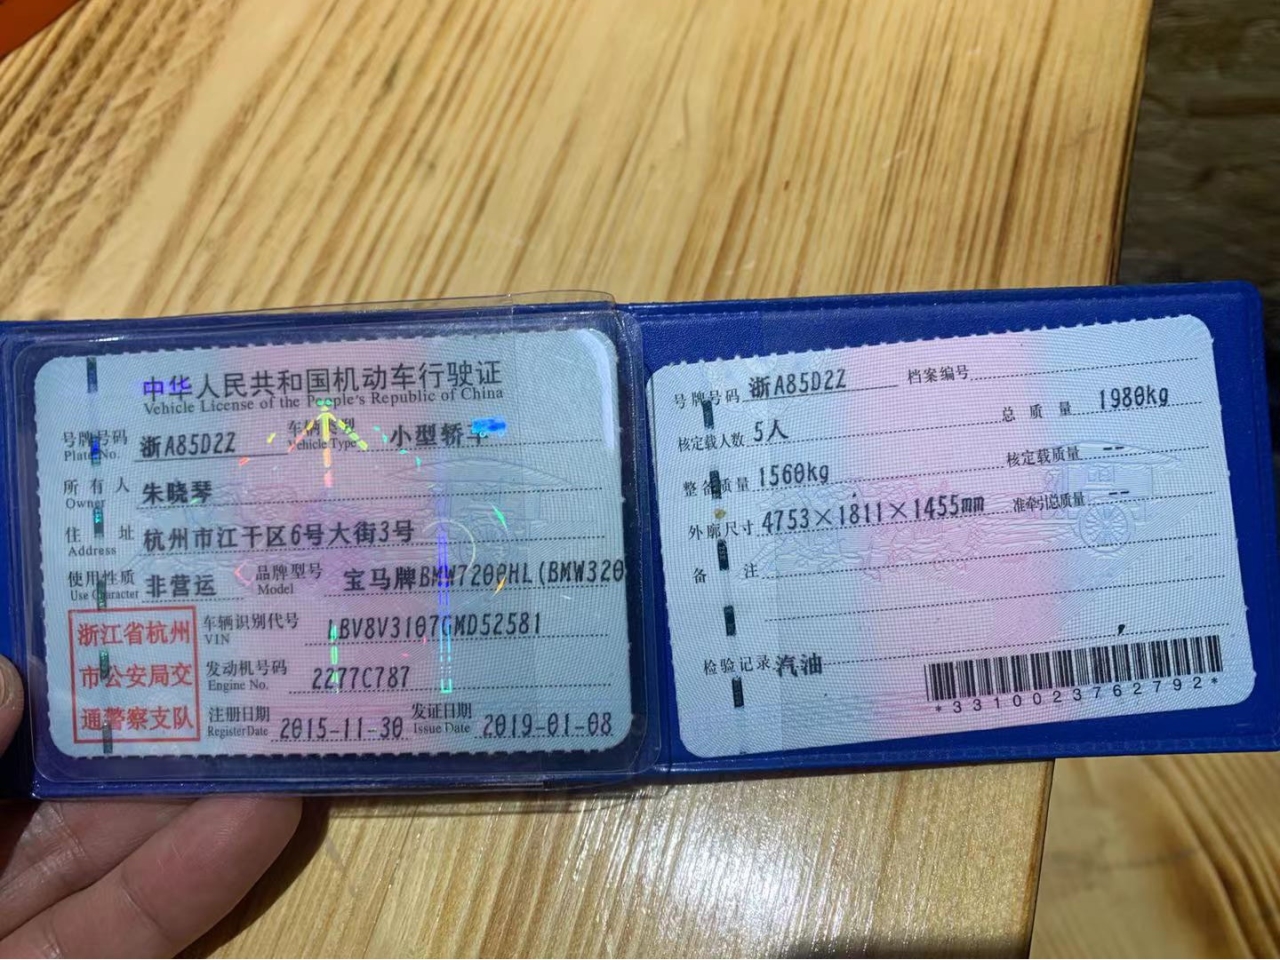 中华人民共和国机动车行驶证
Vehicle License of the People's Republic of China
号牌号码 浙A85D2Z 车辆类型 小型轿车
Plate No. Vehicle Type
所有人 朱晓琴
Owner
住址 杭州市江干区6号大街3号
Address
使用性质 非营运 品牌型号 宝马牌BMW7200HL(BMW320
Use Character Model
浙江省杭州
市公安局交
通警察支队
车辆识别代号 LBV8V3107GMD52581
VIN
发动机号码 2277C787
Engine No.
注册日期 2015-11-30 发证日期 2019-01-08
Register Date Issue Date
号牌号码 浙A85D2Z 档案编号
核定载人数 5人 总质量 1980kg
整备质量 1560kg 核定载质量 --
外廓尺寸 4753×1811×1455mm 准牵引总质量 --
备注
检验记录 汽油
*3310023762792*